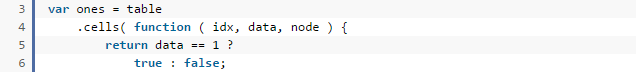 3 var ones = table
4     .cells( function ( idx, data, node ) {
5         return data == 1 ?
6             true : false;